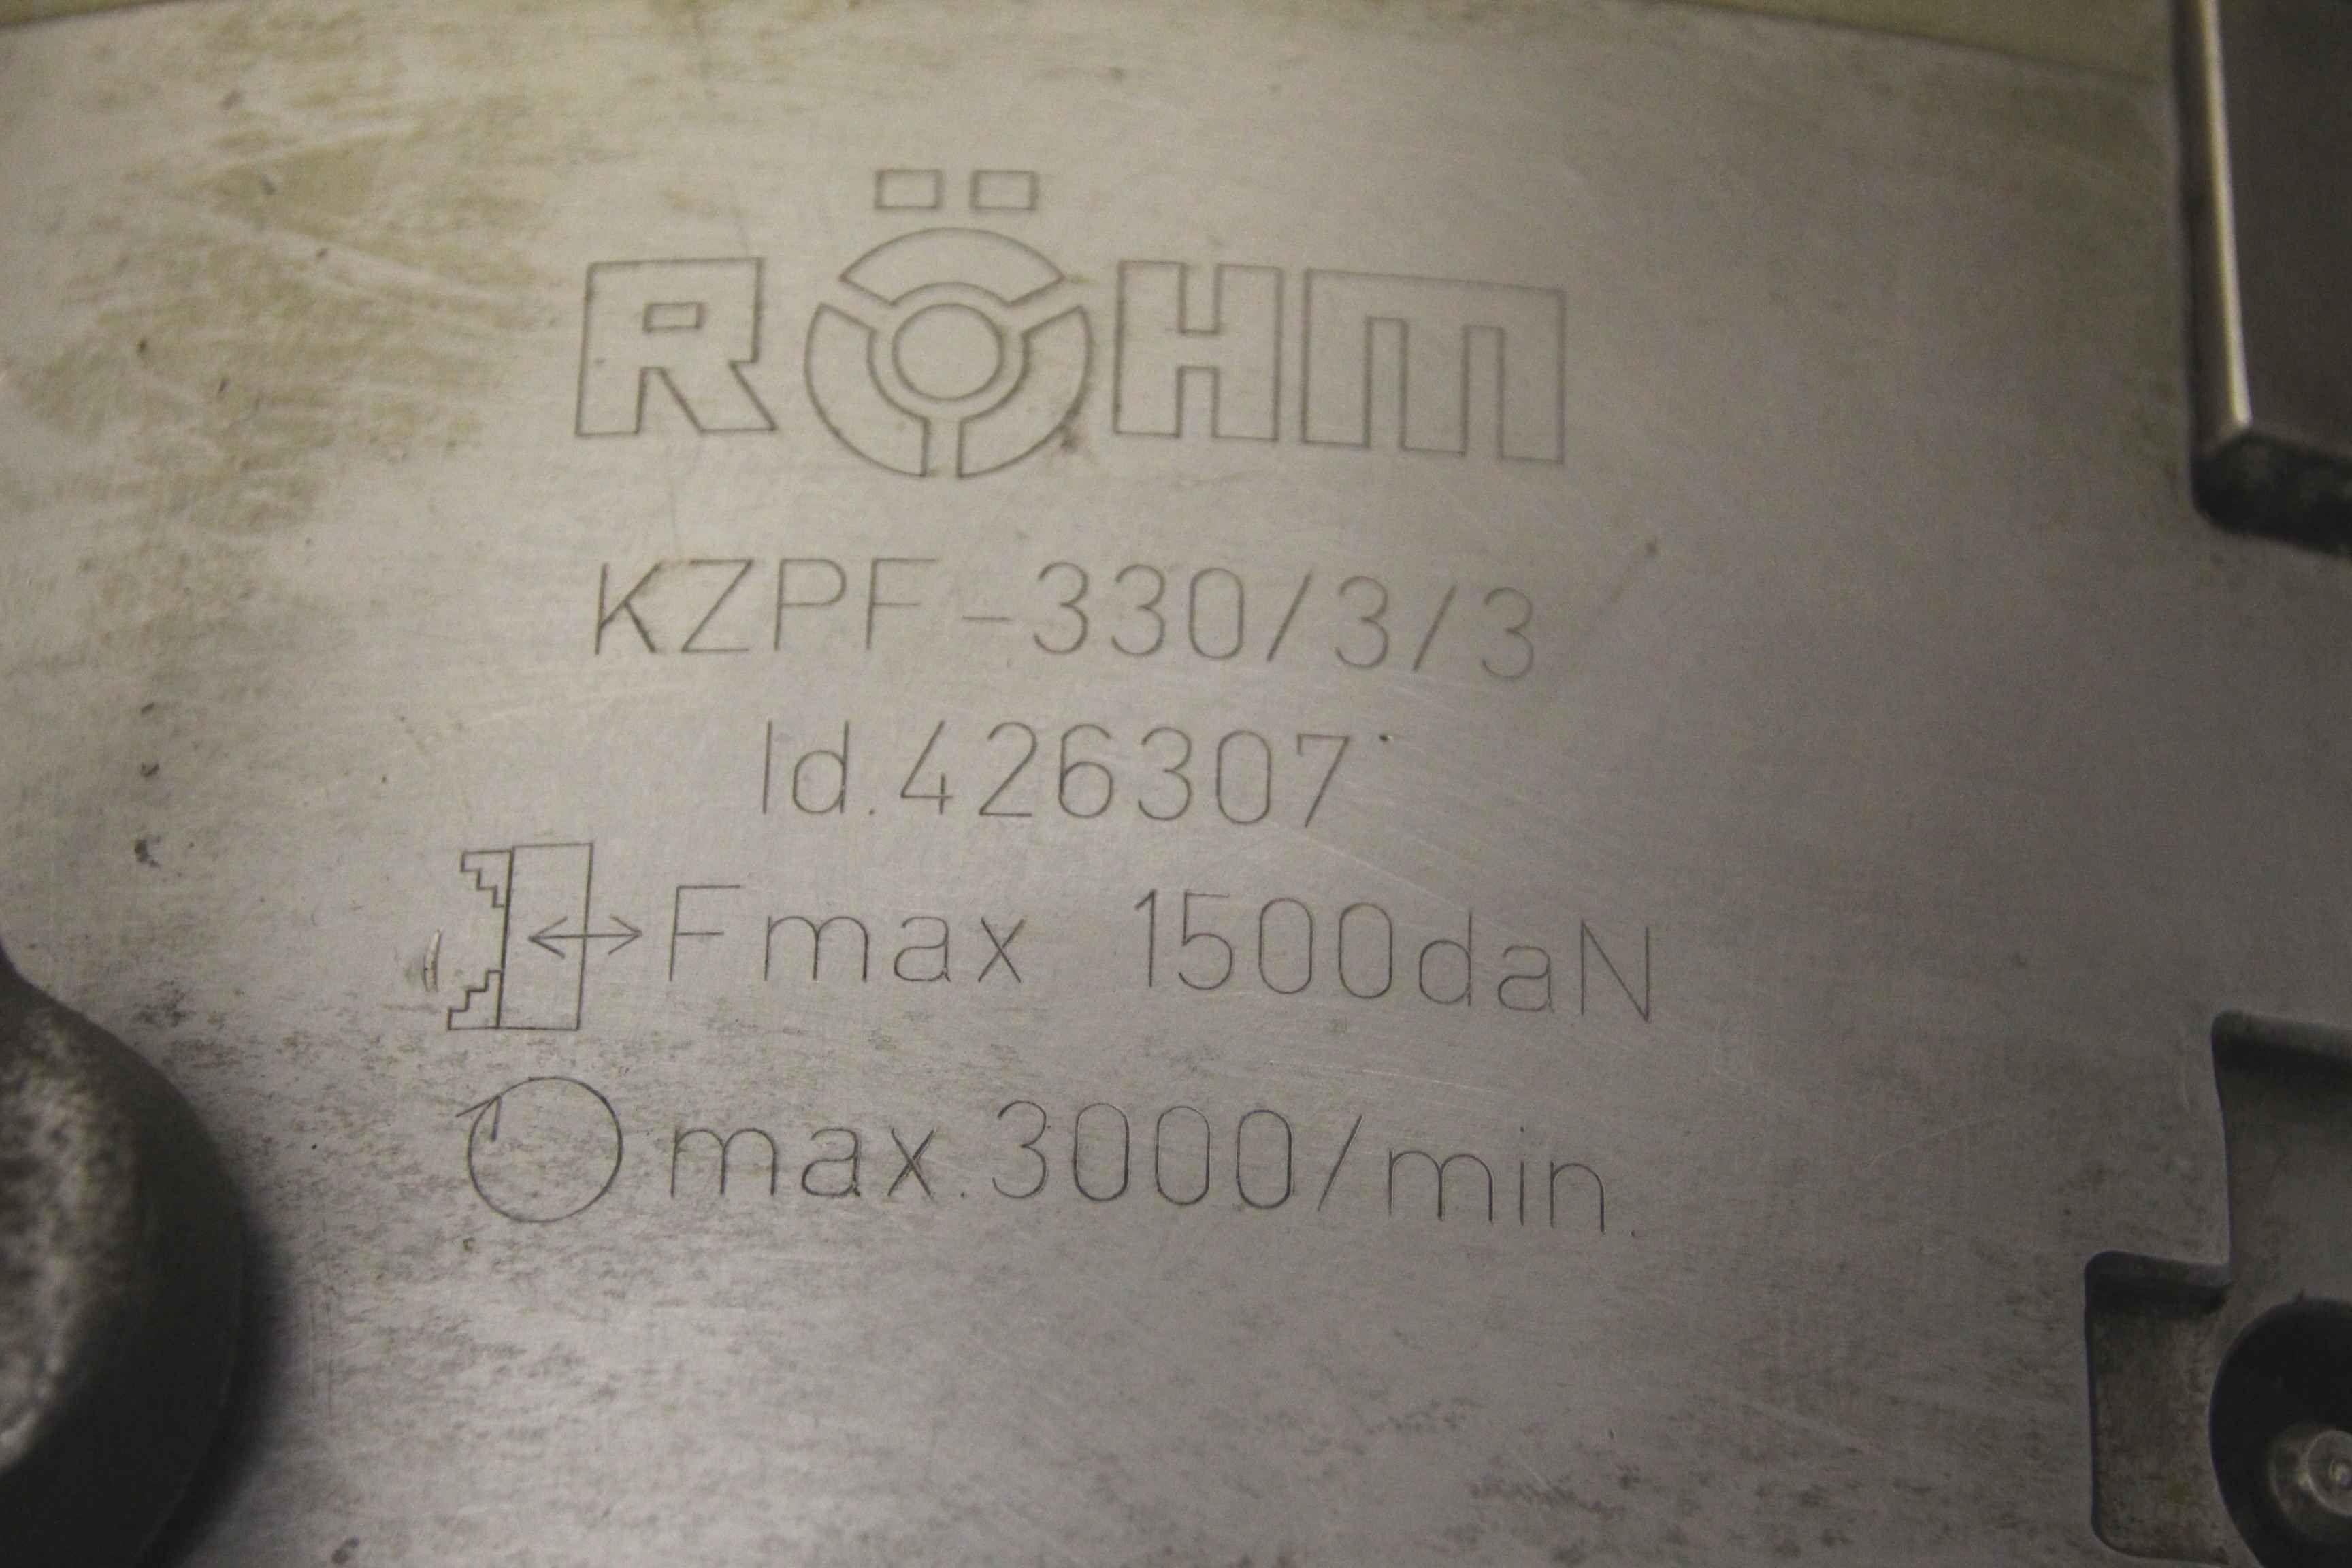 RÖHM
KZPF-330/3/3
Id.426307
Fmax 1500daN
max.3000/min.